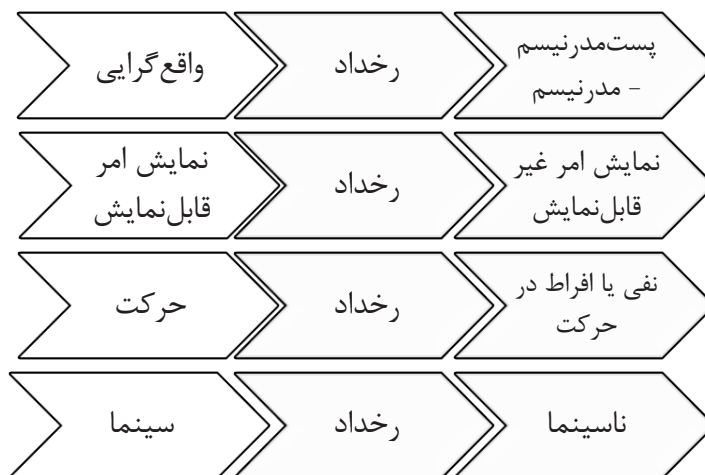 واقع‌گرایی
رخداد
پست‌مدرنیسم
- مدرنیسم
نمایش امر
قابل‌نمایش
رخداد
نمایش امر غیر
قابل‌نمایش
حرکت
رخداد
نفی یا افراط در
حرکت
سینما
رخداد
ناسینما